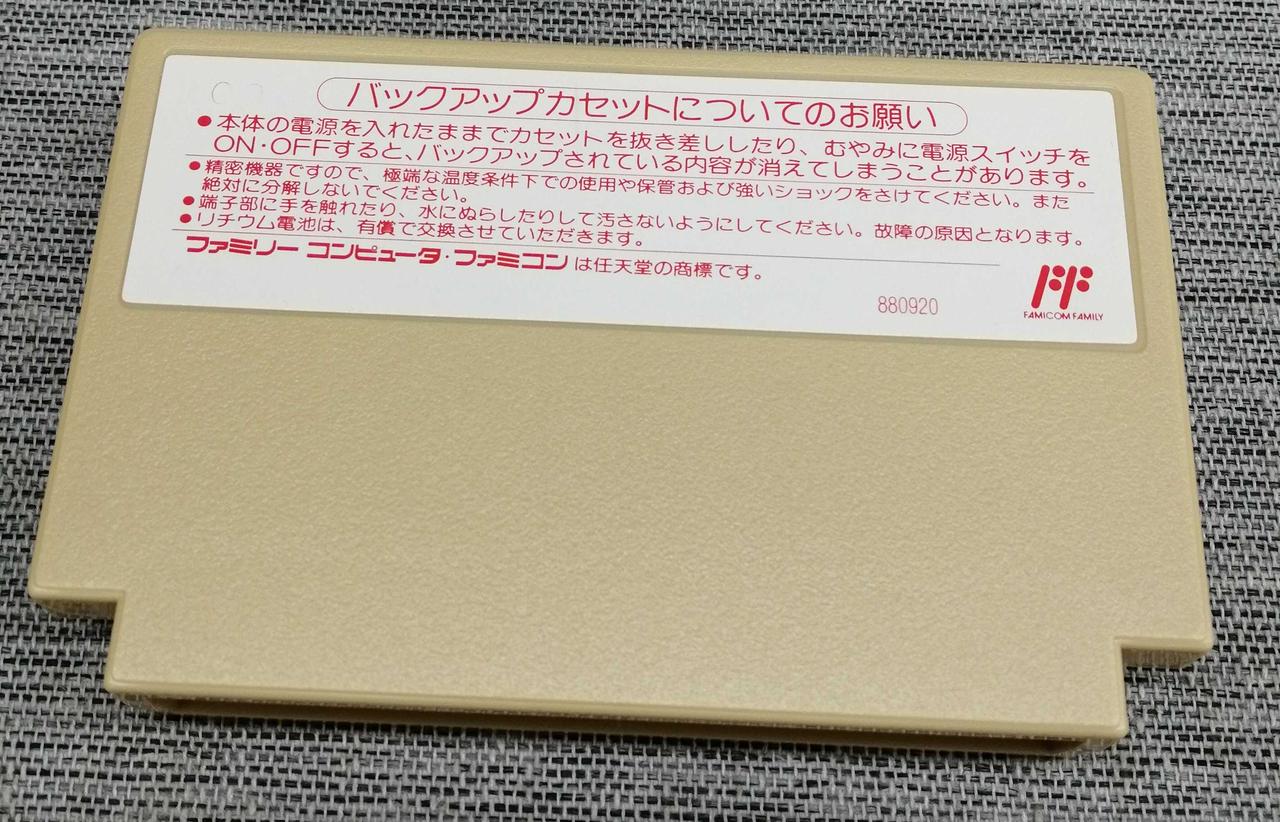 バックアップカセットについてのお願い
●本体の電源を入れたままでカセットを抜き差ししたり、むやみに電源スイッチを
ON・OFFすると、バックアップされている内容が消えてしまうことがあります。
●精密機器ですので、極端な温度条件下での使用や保管および強いショックをさけてください。また
絶対に分解しないでください。
●端子部に手を触れたり、水にぬらしたりして汚さないようにしてください。故障の原因となります。
●リチウム電池は、有償で交換させていただきます。
ファミリー コンピュータ・ファミコンは任天堂の商標です。
880920
FAMICOM FAMILY